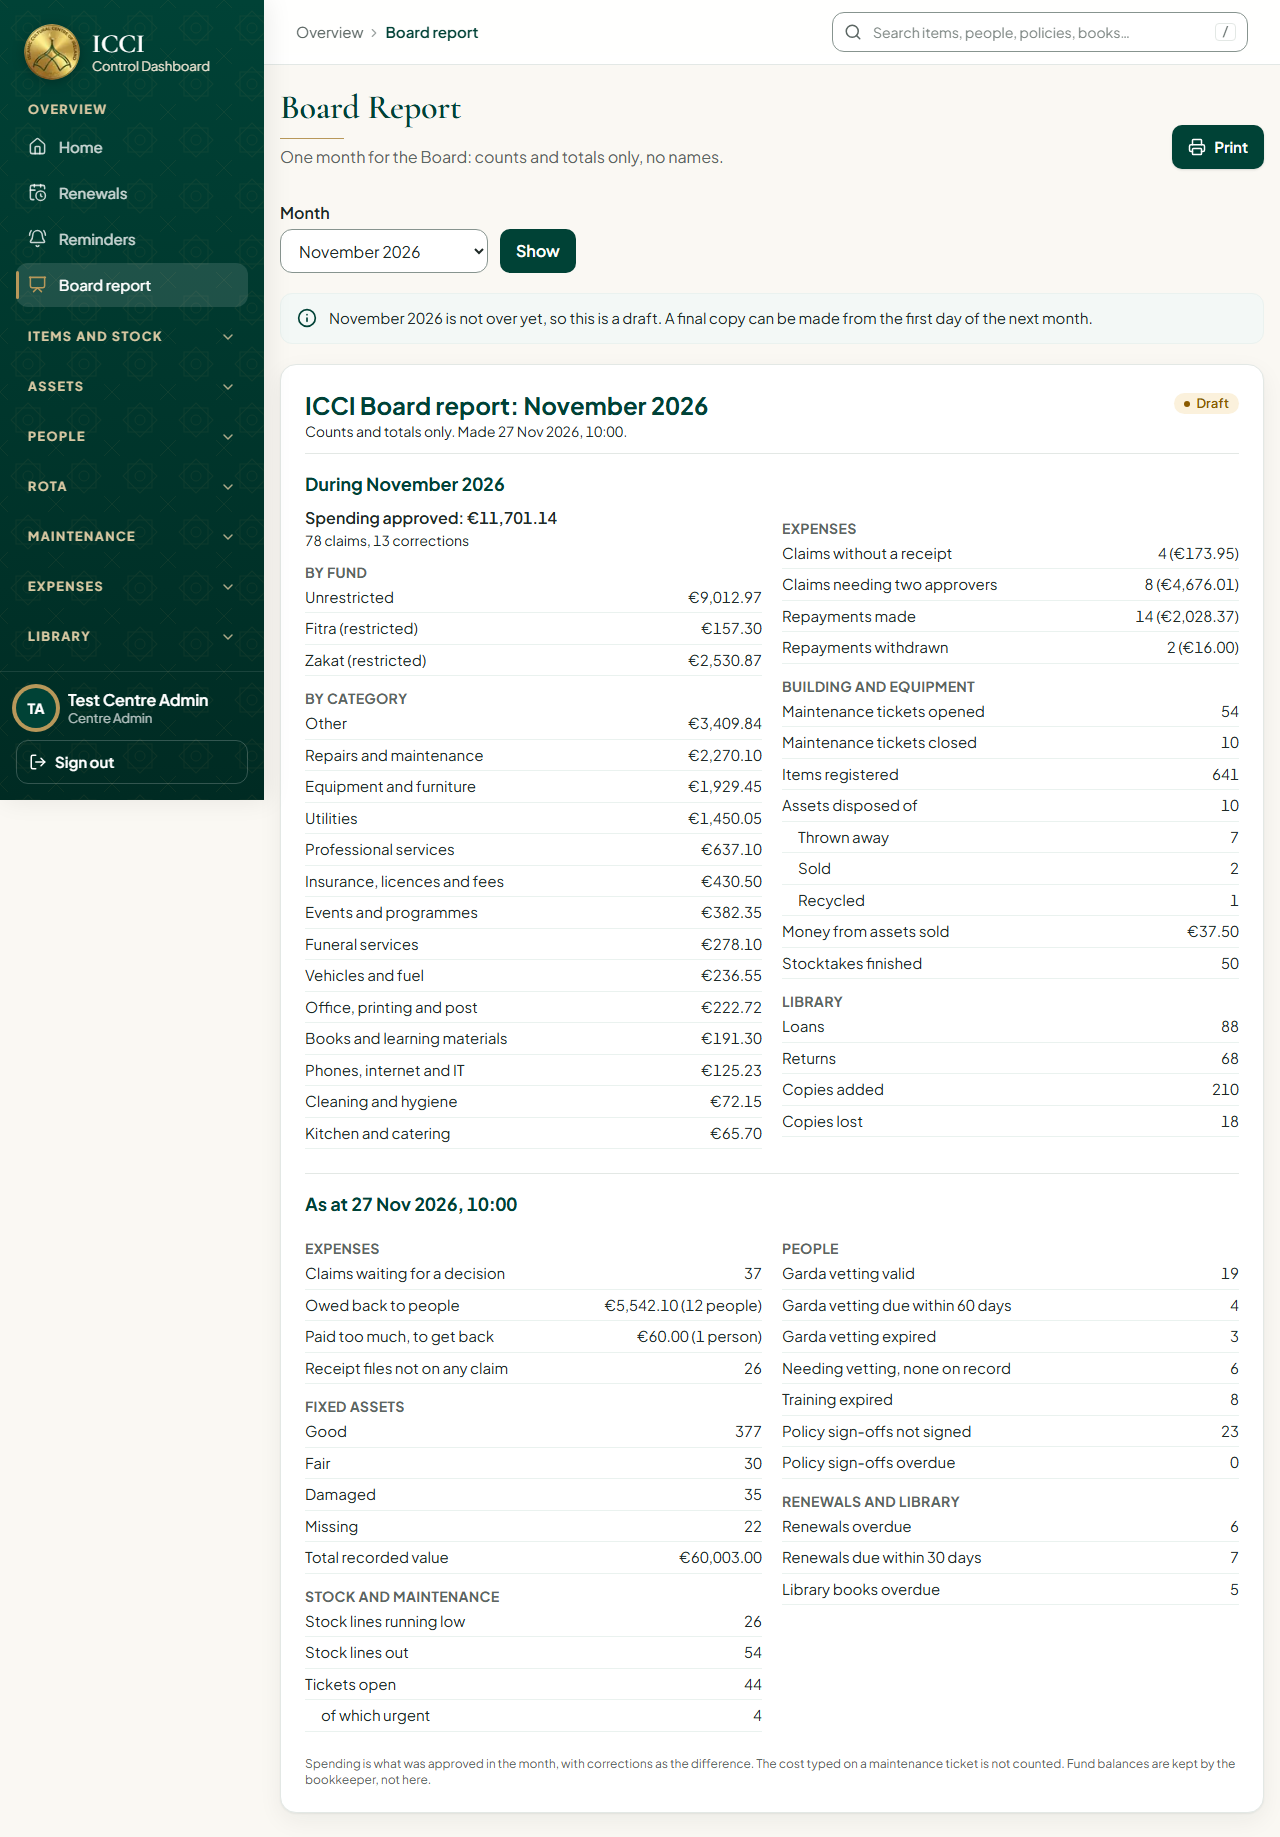 ICCI
Control Dashboard
OVERVIEW
Home
Renewals
Reminders
Board report
ITEMS AND STOCK
ASSETS
PEOPLE
ROTA
MAINTENANCE
EXPENSES
LIBRARY
TA
Test Centre Admin
Centre Admin
Sign out
Overview > Board report
Search items, people, policies, books...
/
Board Report
One month for the Board: counts and totals only, no names.
Print
Month
November 2026
Show
November 2026 is not over yet, so this is a draft. A final copy can be made from the first day of the next month.
ICCI Board report: November 2026
Draft
Counts and totals only. Made 27 Nov 2026, 10:00.
During November 2026
Spending approved: €11,701.14
78 claims, 13 corrections
BY FUND
Unrestricted €9,012.97
Fitra (restricted) €157.30
Zakat (restricted) €2,530.87
BY CATEGORY
Other €3,409.84
Repairs and maintenance €2,270.10
Equipment and furniture €1,929.45
Utilities €1,450.05
Professional services €637.10
Insurance, licences and fees €430.50
Events and programmes €382.35
Funeral services €278.10
Vehicles and fuel €236.55
Office, printing and post €222.72
Books and learning materials €191.30
Phones, internet and IT €125.23
Cleaning and hygiene €72.15
Kitchen and catering €65.70
EXPENSES
Claims without a receipt 4 (€173.95)
Claims needing two approvers 8 (€4,676.01)
Repayments made 14 (€2,028.37)
Repayments withdrawn 2 (€16.00)
BUILDING AND EQUIPMENT
Maintenance tickets opened 54
Maintenance tickets closed 10
Items registered 641
Assets disposed of 10
Thrown away 7
Sold 2
Recycled 1
Money from assets sold €37.50
Stocktakes finished 50
LIBRARY
Loans 88
Returns 68
Copies added 210
Copies lost 18
As at 27 Nov 2026, 10:00
EXPENSES
Claims waiting for a decision 37
Owed back to people €5,542.10 (12 people)
Paid too much, to get back €60.00 (1 person)
Receipt files not on any claim 26
FIXED ASSETS
Good 377
Fair 30
Damaged 35
Missing 22
Total recorded value €60,003.00
STOCK AND MAINTENANCE
Stock lines running low 26
Stock lines out 54
Tickets open 44
of which urgent 4
PEOPLE
Garda vetting valid 19
Garda vetting due within 60 days 4
Garda vetting expired 3
Needing vetting, none on record 6
Training expired 8
Policy sign-offs not signed 23
Policy sign-offs overdue 0
RENEWALS AND LIBRARY
Renewals overdue 6
Renewals due within 30 days 7
Library books overdue 5
Spending is what was approved in the month, with corrections as the difference. The cost typed on a maintenance ticket is not counted. Fund balances are kept by the
bookkeeper, not here.